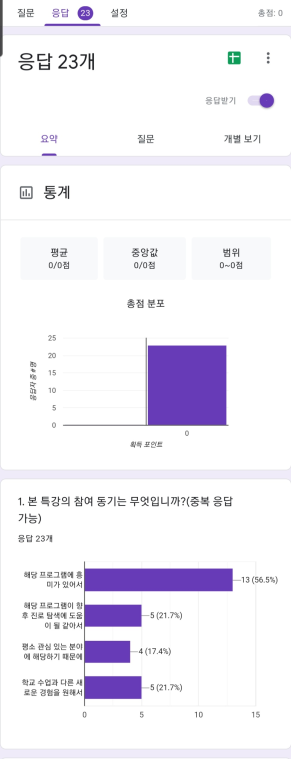 질문 응답 23 설정 총점: 0
응답 23개
응답받기
요약 질문 개별 보기
통계
평균 중앙값 범위
0/0점 0/0점 0~0점
총점 분포
응답자 중 #명
25
20
15
10
5
0
0
획득 포인트
1. 본 특강의 참여 동기는 무엇입니까?(중복 응답
가능)
응답 23개
해당 프로그램에 흥
미가 있어서
13 (56.5%)
해당 프로그램이 향
후 진로 탐색에 도움
이 될 같아서
5 (21.7%)
평소 관심 있는 분야
에 해당하기 때문에
4 (17.4%)
학교 수업과 다른 새
로운 경험을 원해서
5 (21.7%)
0 5 10 15